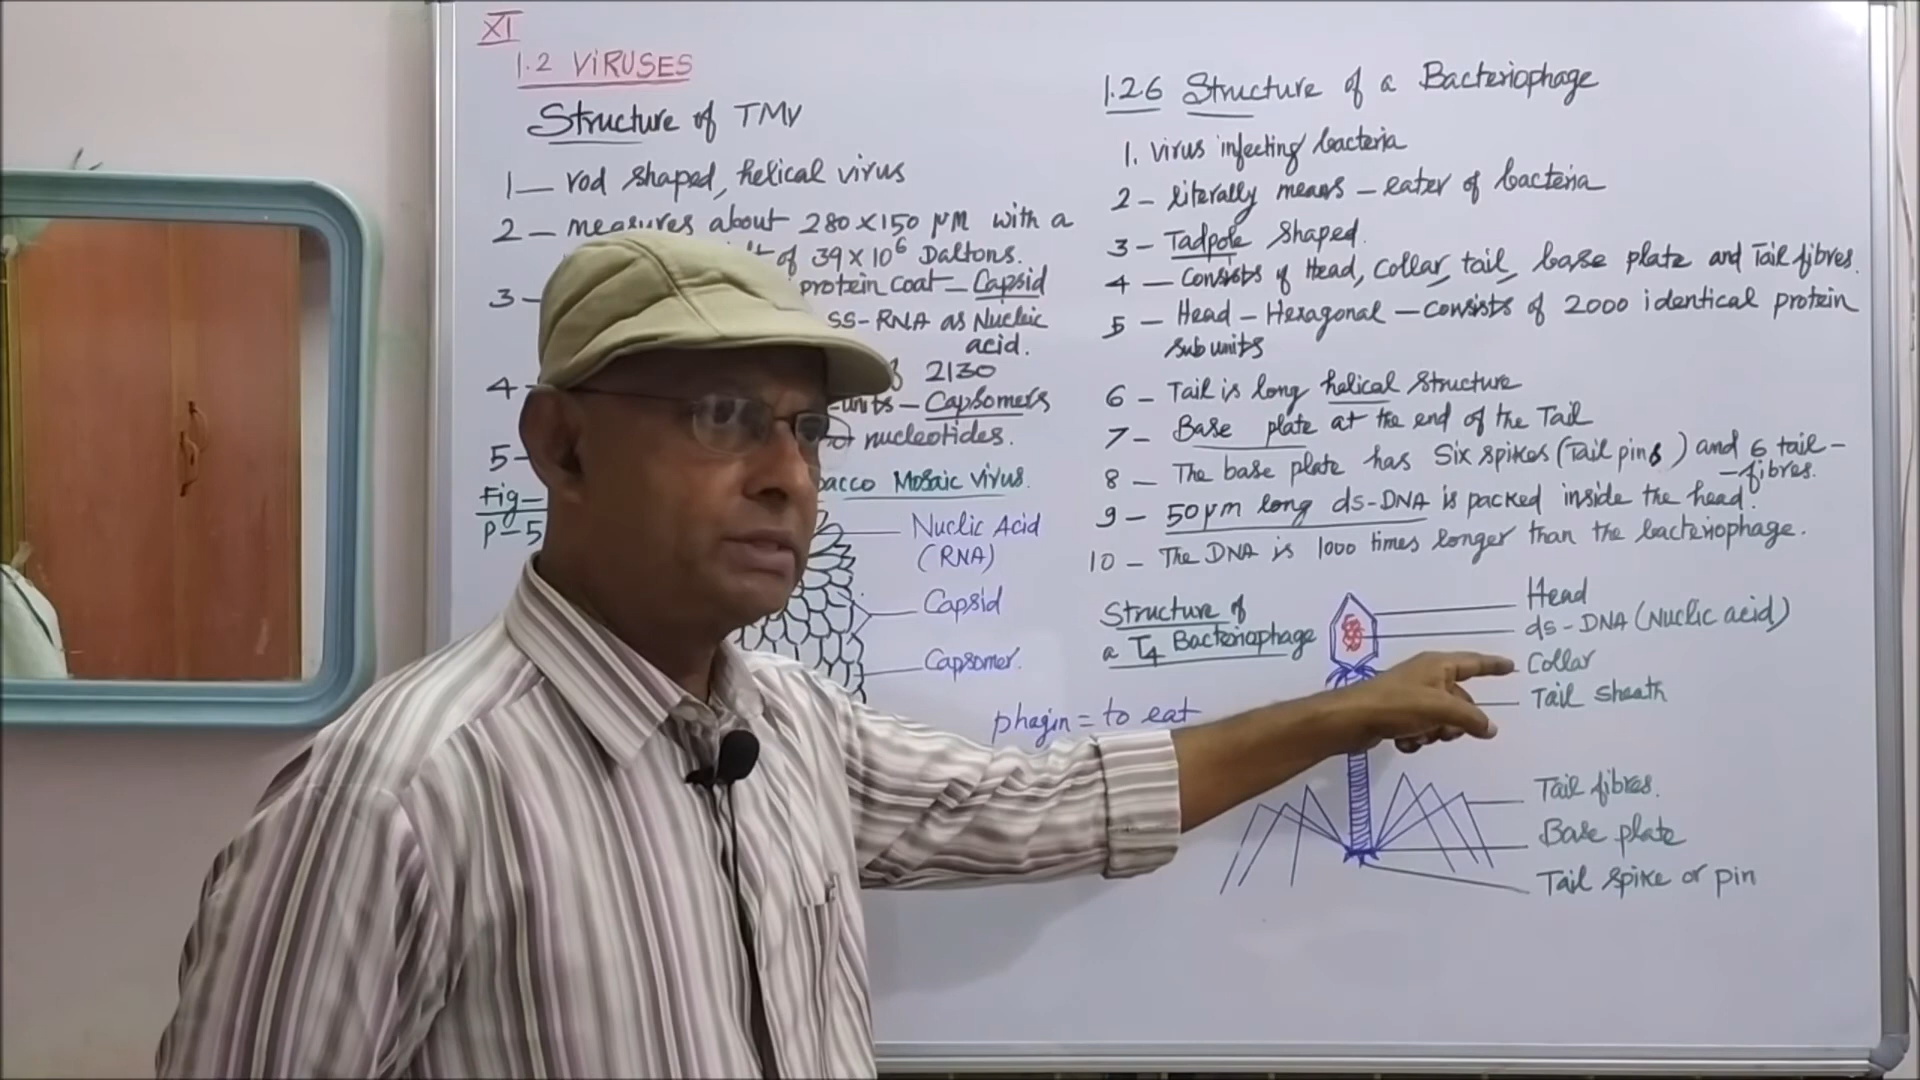 XI
1.2 VIRUSES
Structure of TMV
1 — rod shaped, helical virus
2 — measures about 280 x 150 μM with a
of 39 x 10⁶ Daltons.
3 - protein coat - Capsid
SS-RNA as Nucleic
acid.
4 - 2130
units - Capsomers
5 - nucleotides.
Fig- Mosaic virus.
P-5
Nuclic Acid
(RNA)
Capsid
Capsomer.
phagin = to eat
1.2.6 Structure of a Bacteriophage
1. Virus infecting bacteria
2 - literally means - eater of bacteria
3 - Tadpole shaped.
4 — Consists of Head, Collar, tail, base plate and Tail fibres.
5 — Head - Hexagonal - Consists of 2000 identical protein
sub units
6 - Tail is long helical structure
7 - Base plate at the end of the Tail
8 — The base plate has Six spikes (Tail pins) and 6 tail -
- fibres.
9 - 50μm long ds-DNA is packed inside the head.
10 - The DNA is 1000 times longer than the bacteriophage.
Structure of
a T4 Bacteriophage
Head
ds-DNA (Nuclic acid)
Collar
Tail Sheath
Tail fibres.
Base plate
Tail spike or pin